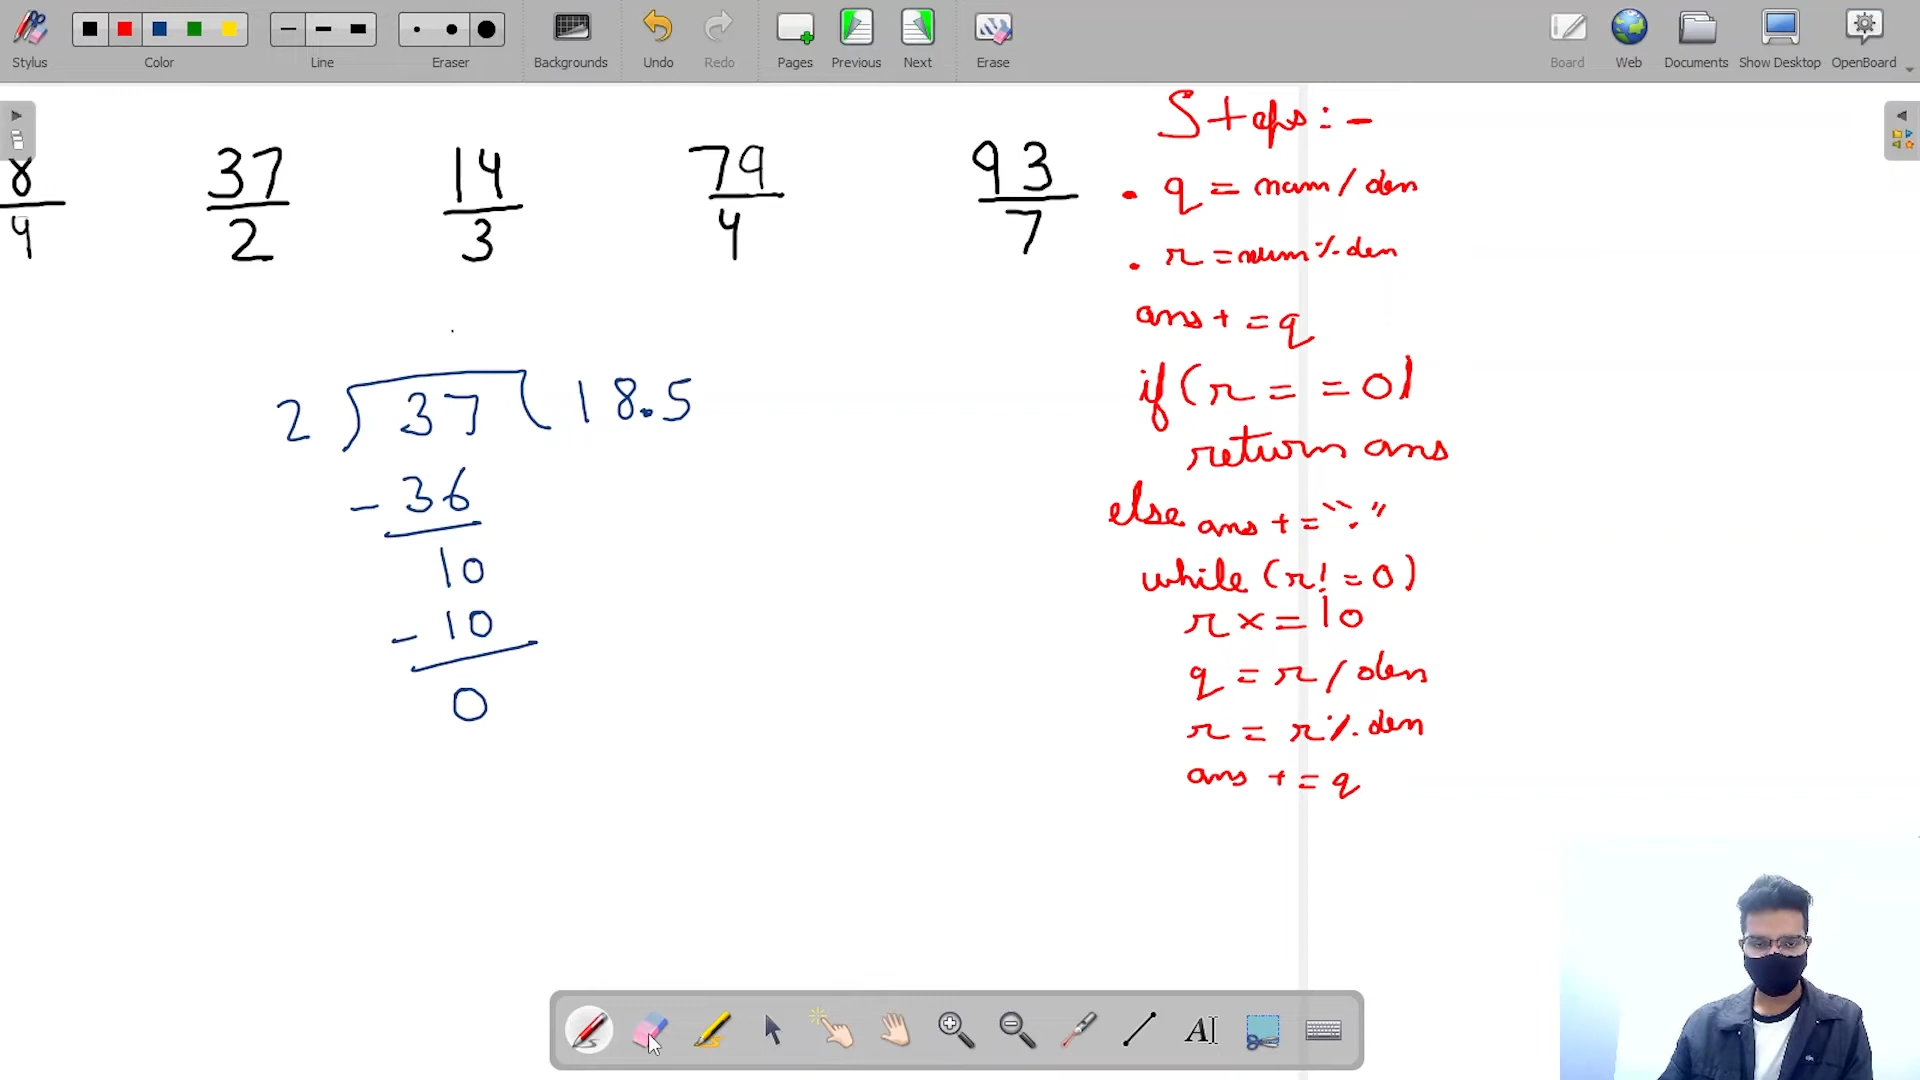 Stylus
Color
Line
Eraser
Backgrounds
Undo
Redo
Pages
Previous
Next
Erase
Board
Web
Documents
Show Desktop
OpenBoard
8
4
37
2
14
3
79
4
93
7
2 37 18.5
- 36
10
- 10
0
Steps:-
• q = num / den
• r = num % den
ans + = q
if ( r = = 0 )
return ans
else ans + = "."
while ( r ! = 0 )
r x = 10
q = r / den
r = r % den
ans + = q
AI